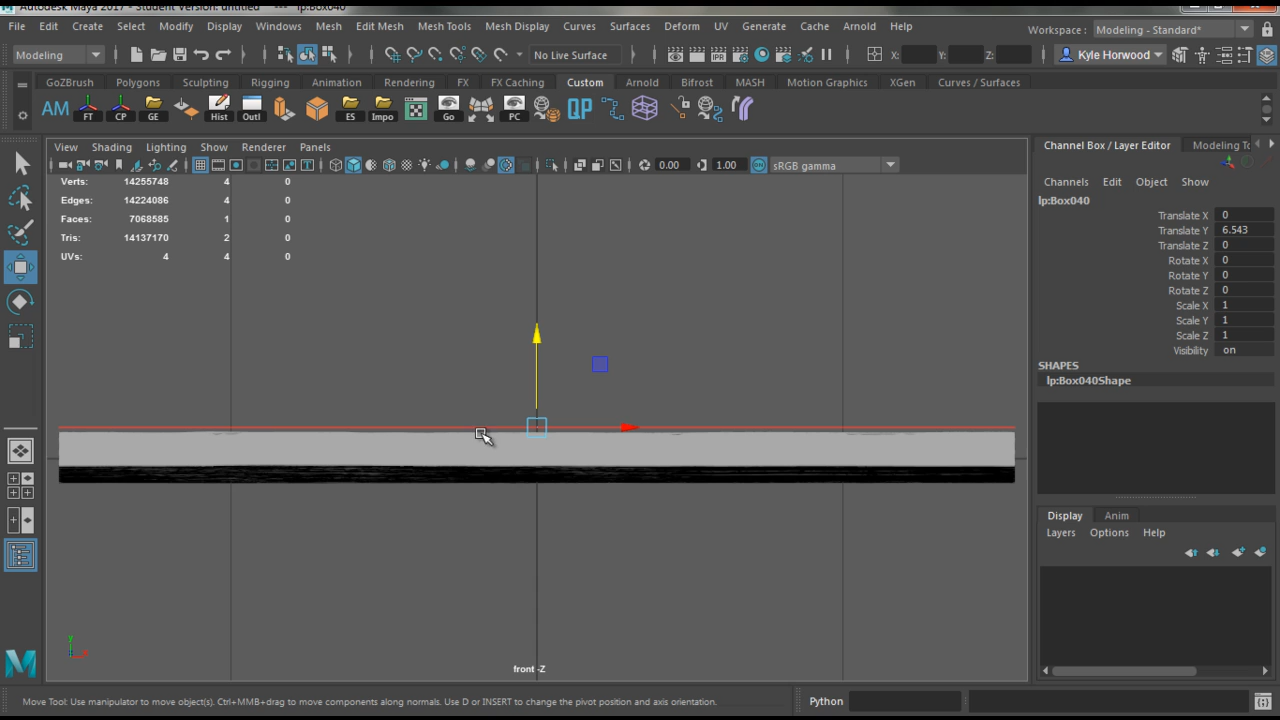 Autodesk Maya 2017 - Student Version: untitled --- lp:Box040
File Edit Create Select Modify Display Windows Mesh Edit Mesh Mesh Tools Mesh Display Curves Surfaces Deform UV Generate Cache Arnold Help
Workspace : Modeling - Standard*
Modeling No Live Surface X: Y: Z: Kyle Horwood
GoZBrush Polygons Sculpting Rigging Animation Rendering FX FX Caching Custom Arnold Bifrost MASH Motion Graphics XGen Curves / Surfaces
AM FT CP GE Hist Outl ES Impo Go PC QP
View Shading Lighting Show Renderer Panels
0.00 1.00 ON sRGB gamma
Verts: 14255748 4 0
Edges: 14224086 4 0
Faces: 7068585 1 0
Tris: 14137170 2 0
UVs: 4 4 0
y
front -Z
Channel Box / Layer Editor Modeling To
Channels Edit Object Show
lp:Box040
Translate X 0
Translate Y 6.543
Translate Z 0
Rotate X 0
Rotate Y 0
Rotate Z 0
Scale X 1
Scale Y 1
Scale Z 1
Visibility on
SHAPES
lp:Box040Shape
Display Anim
Layers Options Help
Move Tool: Use manipulator to move object(s). Ctrl+MMB+drag to move components along normals. Use D or INSERT to change the pivot position and axis orientation.
Python